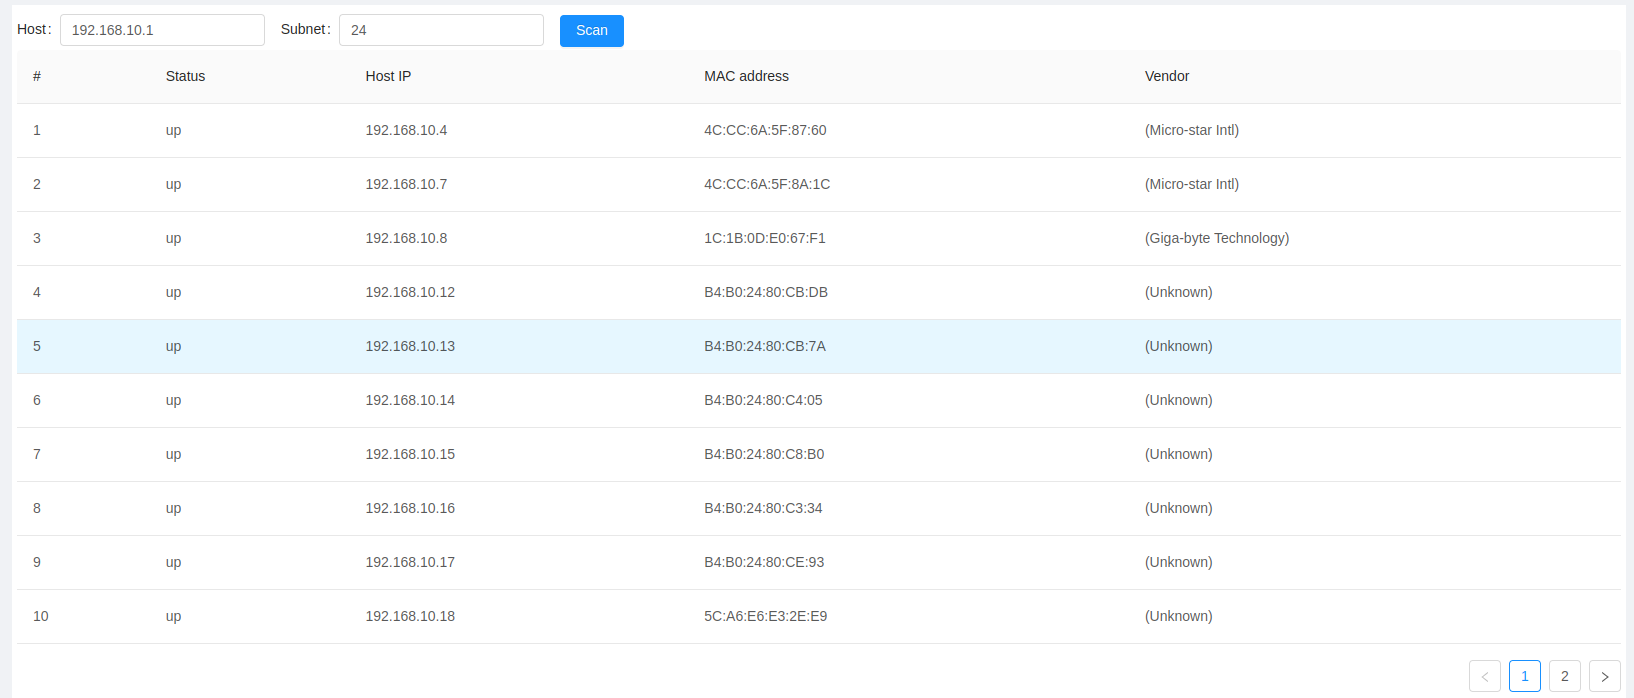 Host: 192.168.10.1 Subnet: 24 Scan
# Status Host IP MAC address Vendor
1 up 192.168.10.4 4C:CC:6A:5F:87:60 (Micro-star Intl)
2 up 192.168.10.7 4C:CC:6A:5F:8A:1C (Micro-star Intl)
3 up 192.168.10.8 1C:1B:0D:E0:67:F1 (Giga-byte Technology)
4 up 192.168.10.12 B4:B0:24:80:CB:DB (Unknown)
5 up 192.168.10.13 B4:B0:24:80:CB:7A (Unknown)
6 up 192.168.10.14 B4:B0:24:80:C4:05 (Unknown)
7 up 192.168.10.15 B4:B0:24:80:C8:B0 (Unknown)
8 up 192.168.10.16 B4:B0:24:80:C3:34 (Unknown)
9 up 192.168.10.17 B4:B0:24:80:CE:93 (Unknown)
10 up 192.168.10.18 5C:A6:E6:E3:2E:E9 (Unknown)
< 1 2 >